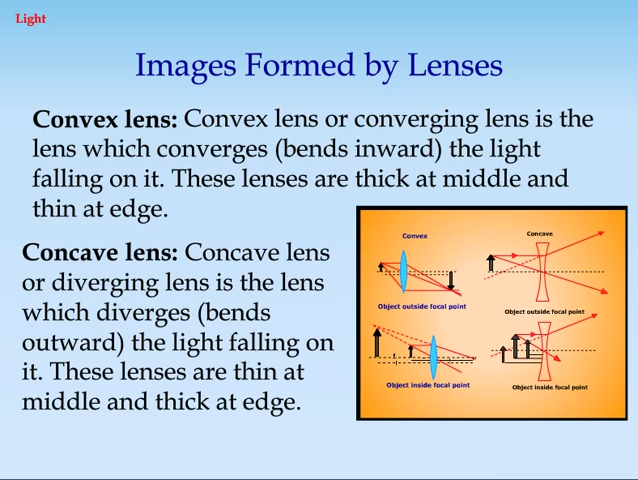 Light
Images Formed by Lenses
Convex lens: Convex lens or converging lens is the
lens which converges (bends inward) the light
falling on it. These lenses are thick at middle and
thin at edge.
Concave lens: Concave lens
or diverging lens is the lens
which diverges (bends
outward) the light falling on
it. These lenses are thin at
middle and thick at edge.
Convex
Concave
Object outside focal point
Object outside focal point
Object inside focal point
Object inside focal point